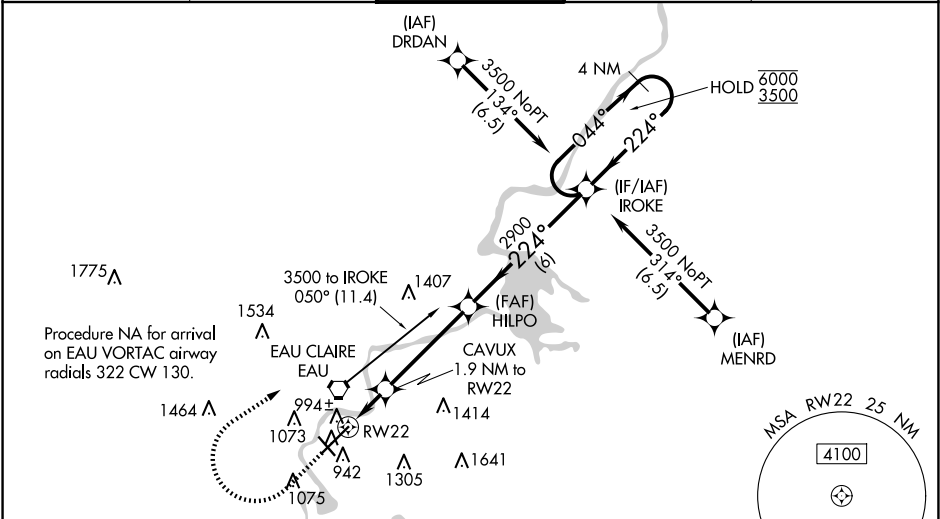 (IAF)
DRDAN
3500 NoPT
134°
(6.5)
4 NM
044°
224°
HOLD 6000
3500
(IF/IAF)
IROKE
2900
224°
(6)
3500 NoPT
314°
(6.5)
(IAF)
MENRD
1775
3500 to IROKE
050° (11.4)
1407
(FAF)
HILPO
1534
Procedure NA for arrival
on EAU VORTAC airway
radials 322 CW 130.
EAU CLAIRE
EAU
CAVUX
1.9 NM to
RW22
1464
994±
1073
RW22
1414
942
1305
1641
1075
MSA RW22 25 NM
4100